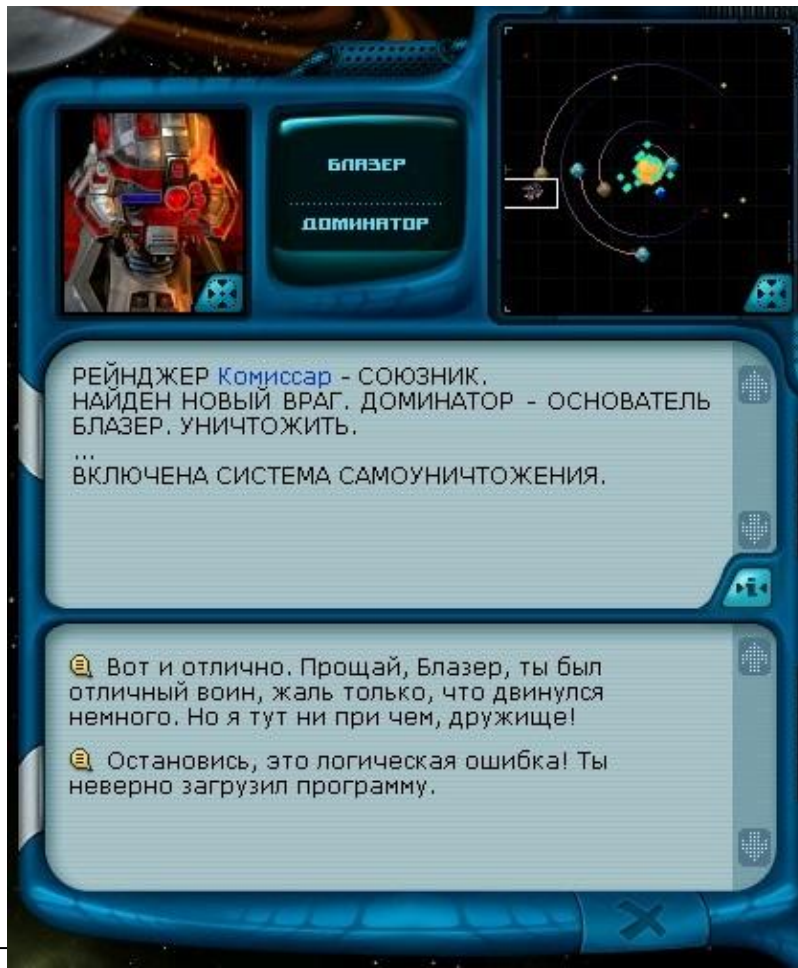 БЛАЗЕР
ДОМИНАТОР
РЕЙНДЖЕР Комиссар - СОЮЗНИК.
НАЙДЕН НОВЫЙ ВРАГ. ДОМИНАТОР - ОСНОВАТЕЛЬ
БЛАЗЕР. УНИЧТОЖИТЬ.
...
ВКЛЮЧЕНА СИСТЕМА САМОУНИЧТОЖЕНИЯ.
Вот и отлично. Прощай, Блазер, ты был
отличный воин, жаль только, что двинулся
немного. Но я тут ни при чем, дружище!
Остановись, это логическая ошибка! Ты
неверно загрузил программу.